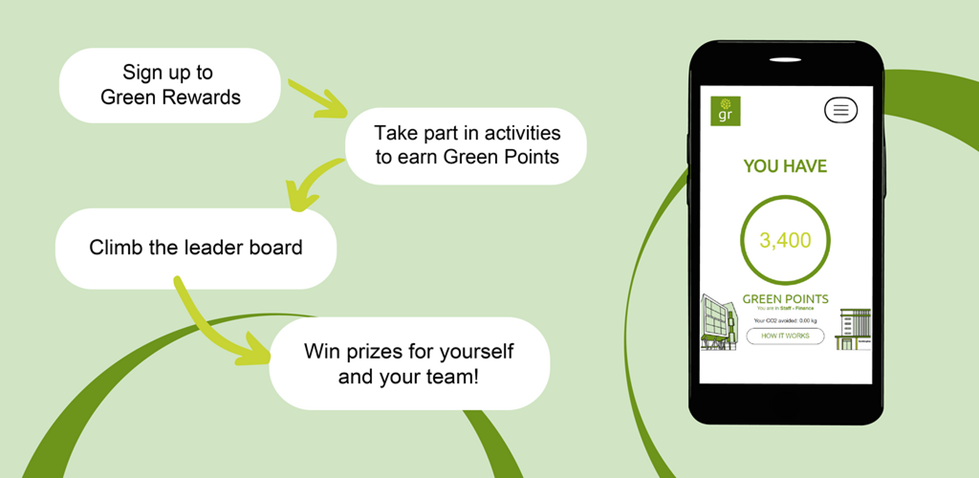 Sign up to
Green Rewards
Take part in activities
to earn Green Points
Climb the leader board
Win prizes for yourself
and your team!
gr
YOU HAVE
3,400
GREEN POINTS
You are in Staff - Finance
Your CO2 avoided: 0.00 kg
HOW IT WORKS